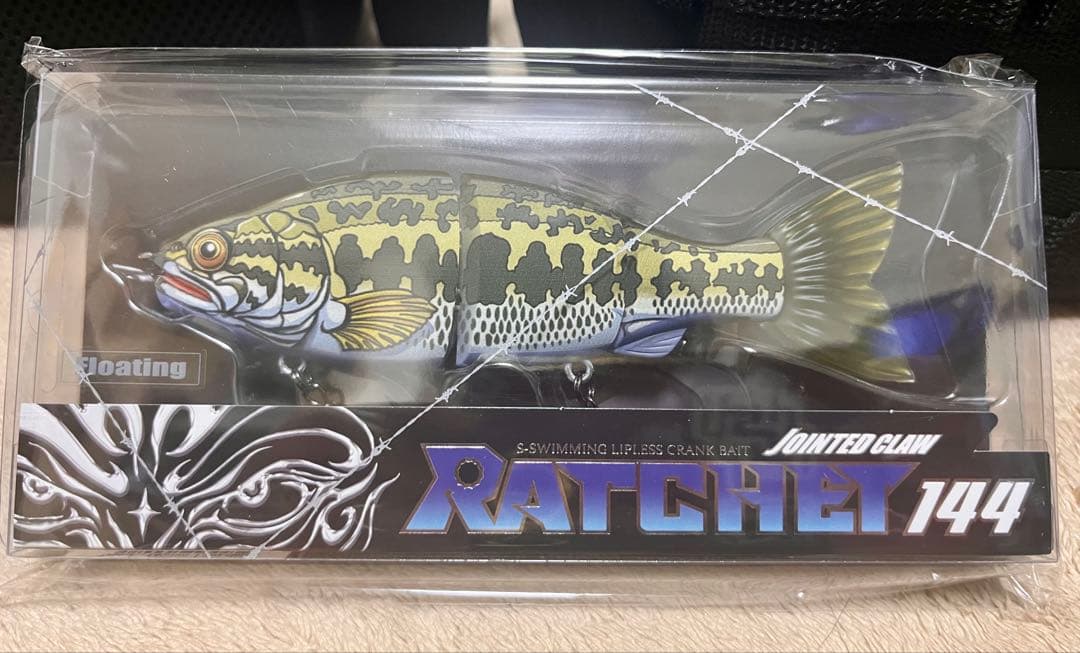 Floating
S-SWIMMING LIPLESS CRANK BAIT
JOINTED CLAW
RATCHET 144